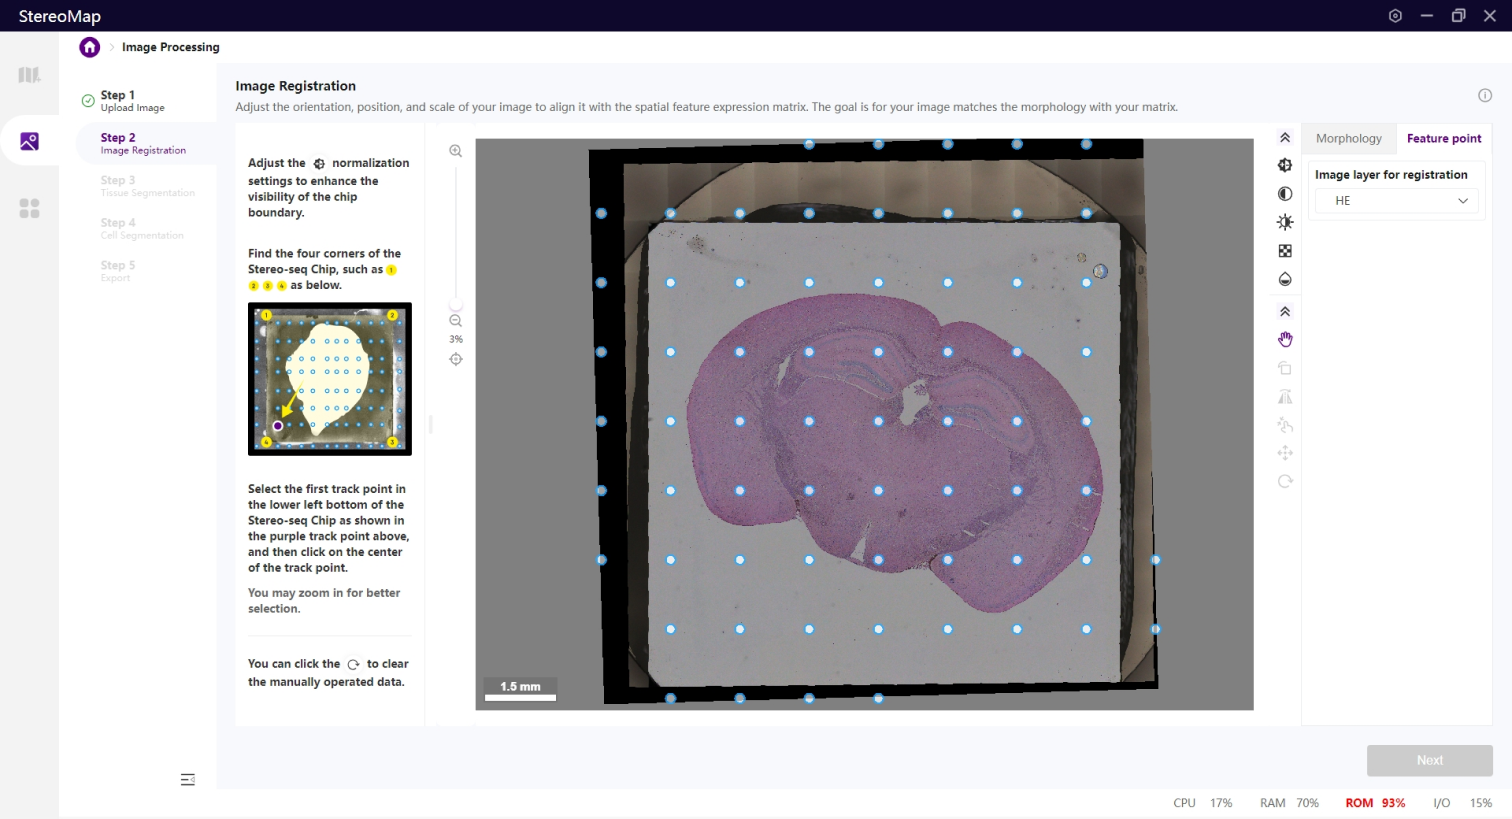 StereoMap
Image Processing
Step 1
Upload Image
Step 2
Image Registration
Step 3
Tissue Segmentation
Step 4
Cell Segmentation
Step 5
Export
Image Registration
Adjust the orientation, position, and scale of your image to align it with the spatial feature expression matrix. The goal is for your image matches the morphology with your matrix.
Adjust the normalization
settings to enhance the
visibility of the chip
boundary.
Find the four corners of the
Stereo-seq Chip, such as 1
2 3 4 as below.
1 2
4 3
Select the first track point in
the lower left bottom of the
Stereo-seq Chip as shown in
the purple track point above,
and then click on the center
of the track point.
You may zoom in for better
selection.
You can click the to clear
the manually operated data.
3%
1.5 mm
Morphology Feature point
Image layer for registration
HE
Next
CPU 17% RAM 70% ROM 93% I/O 15%